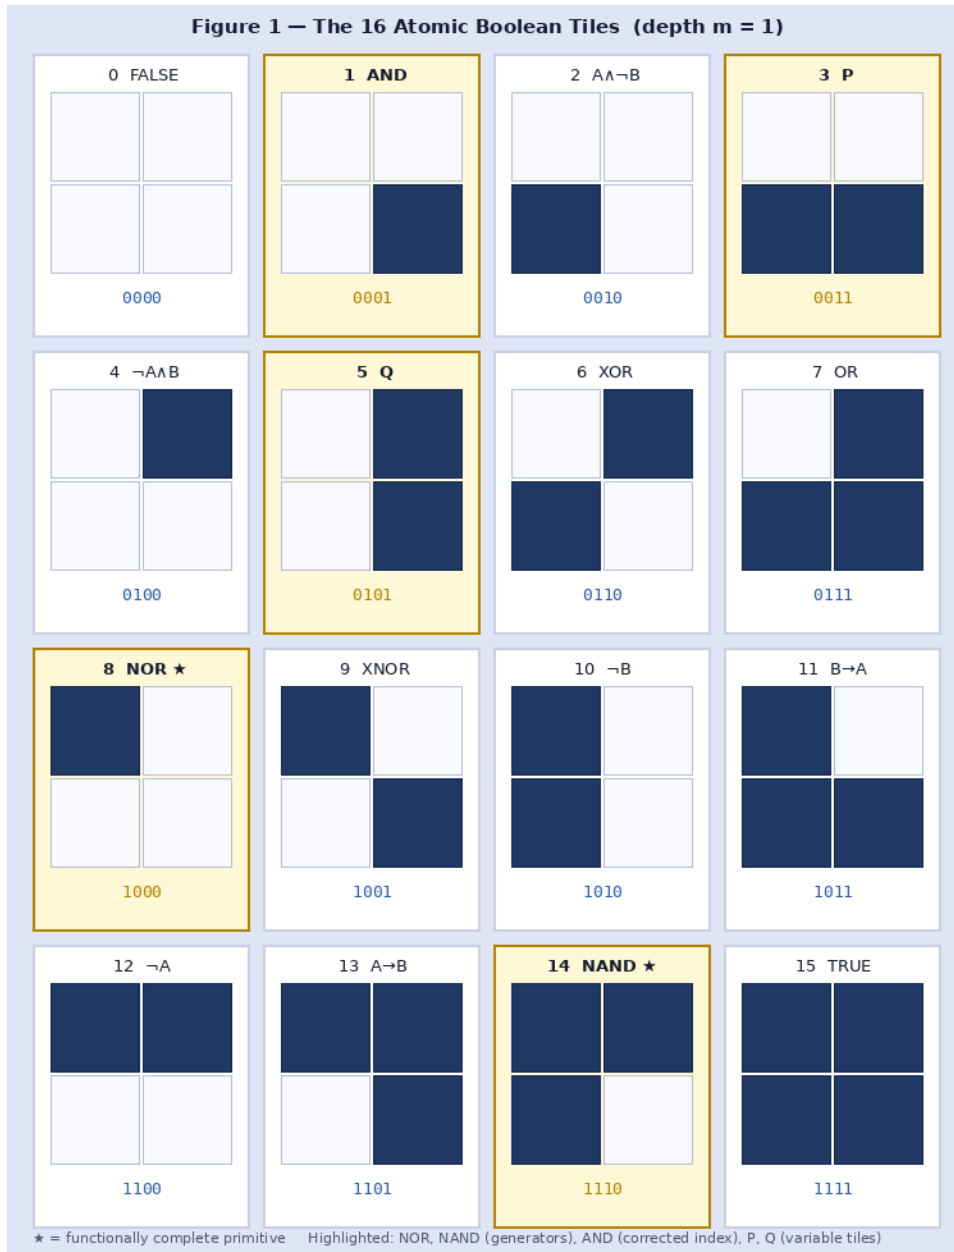 Figure 1 — The 16 Atomic Boolean Tiles (depth m = 1)
0 FALSE
1 AND
2 A∧¬B
3 P
0000
0001
0010
0011
4 ¬A∧B
5 Q
6 XOR
7 OR
0100
0101
0110
0111
8 NOR ★
9 XNOR
10 ¬B
11 B→A
1000
1001
1010
1011
12 ¬A
13 A→B
14 NAND ★
15 TRUE
1100
1101
1110
1111
★ = functionally complete primitive Highlighted: NOR, NAND (generators), AND (corrected index), P, Q (variable tiles)